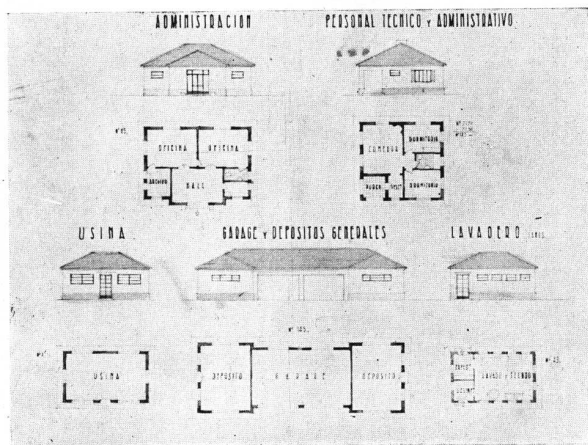 ADMINISTRACION
PERSONAL TECNICO Y ADMINISTRATIVO
OFICINA
OFICINA
ARCHIVO
HALL
COMEDOR
DORMITORIO
DORMITORIO
USINA
GARAGE Y DEPOSITOS GENERALES
LAVADERO
USINA
DEPOSITO
GARAGE
DEPOSITO
LAVADO Y TENDIDO